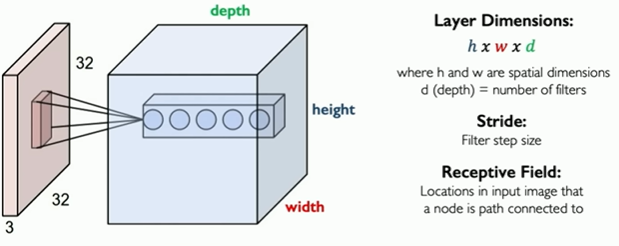 depth
32
height
32
width
3
Layer Dimensions:
h x w x d
where h and w are spatial dimensions
d (depth) = number of filters
Stride:
Filter step size
Receptive Field:
Locations in input image that
a node is path connected to